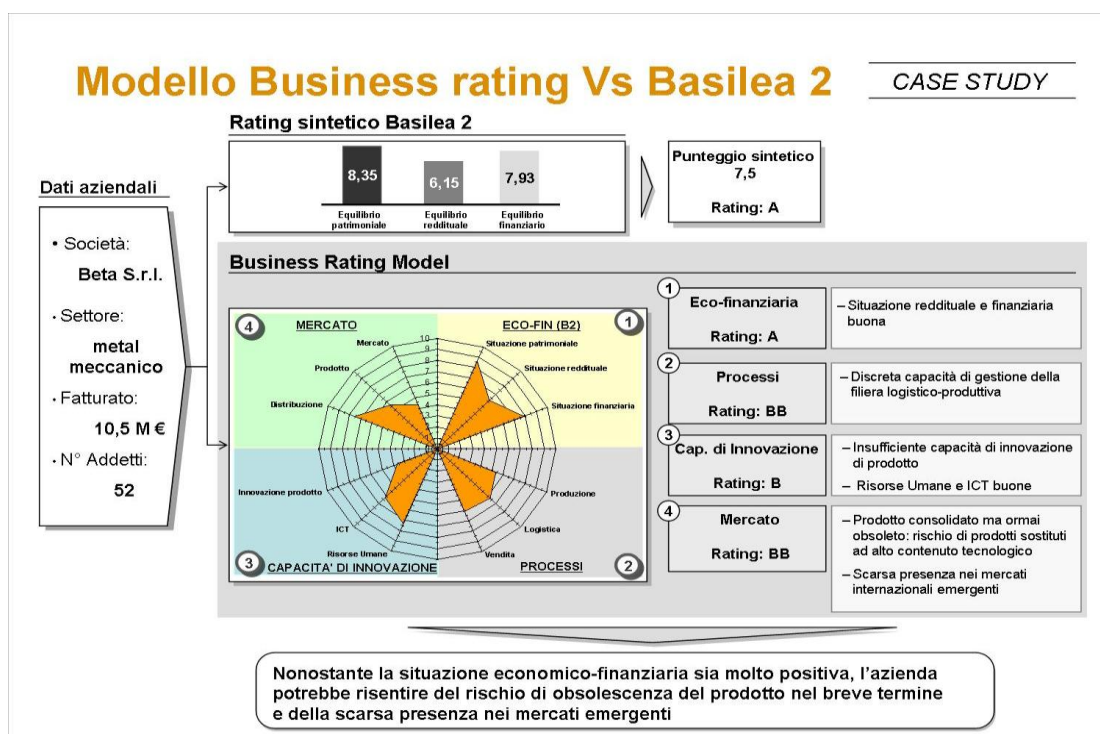 Modello Business rating Vs Basilea 2
CASE STUDY
Rating sintetico Basilea 2
8,35
6,15
7,93
Equilibrio
patrimoniale
Equilibrio
reddituale
Equilibrio
finanziario
Punteggio sintetico
7,5
Rating: A
Dati aziendali
• Società:
Beta S.r.l.
· Settore:
metal
meccanico
· Fatturato:
10,5 M €
· N° Addetti:
52
Business Rating Model
4
MERCATO
ECO-FIN (B2)
1
Mercato
Prodotto
Distribuzione
10
9
8
7
6
5
4
Situazione patrimoniale
Situazione reddituale
Situazione finanziaria
Innovazione prodotto
ICT
Risorse Umane
Produzione
Logistica
Vendita
3
CAPACITA' DI INNOVAZIONE
PROCESSI
2
1
Eco-finanziaria
Rating: A
– Situazione reddituale e finanziaria
buona
2
Processi
Rating: BB
– Discreta capacità di gestione della
filiera logistico-produttiva
3
Cap. di Innovazione
Rating: B
– Insufficiente capacità di innovazione
di prodotto
– Risorse Umane e ICT buone
4
Mercato
Rating: BB
– Prodotto consolidato ma ormai
obsoleto: rischio di prodotti sostituti
ad alto contenuto tecnologico
– Scarsa presenza nei mercati
internazionali emergenti
Nonostante la situazione economico-finanziaria sia molto positiva, l'azienda
potrebbe risentire del rischio di obsolescenza del prodotto nel breve termine
e della scarsa presenza nei mercati emergenti